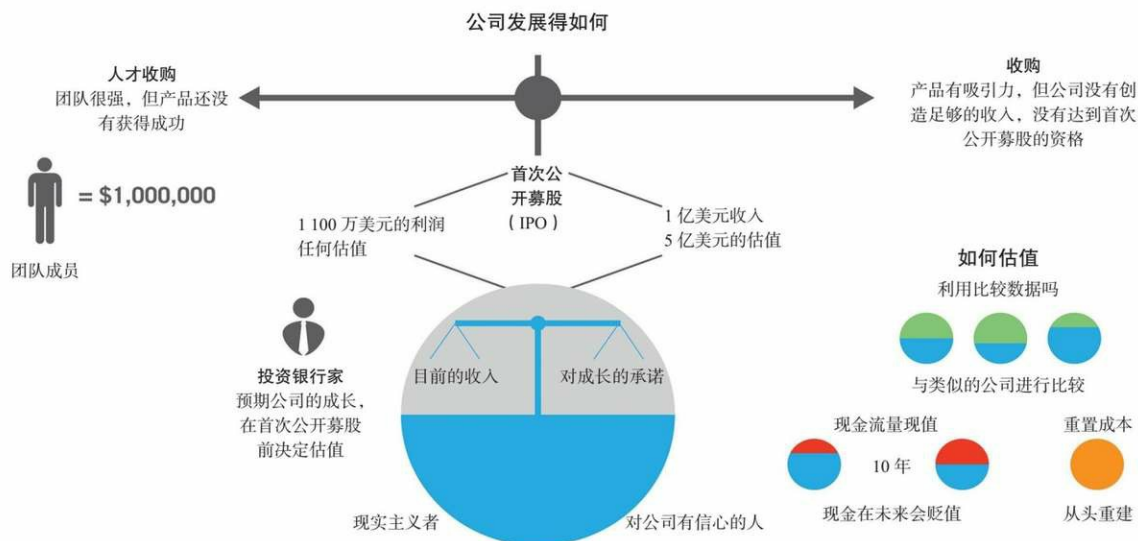 公司发展得如何
人才收购
团队很强，但产品还没
有获得成功
收购
产品有吸引力，但公司没有创
造足够的收入，没有达到首次
公开募股的资格
= $1,000,000
团队成员
首次公
开募股
（IPO）
1 100 万美元的利润
任何估值
1 亿美元收入
5 亿美元的估值
投资银行家
预期公司的成长，
在首次公开募股
前决定估值
目前的收入
对成长的承诺
现实主义者
对公司有信心的人
如何估值
利用比较数据吗
与类似的公司进行比较
现金流量现值
10 年
现金在未来会贬值
重置成本
从头重建